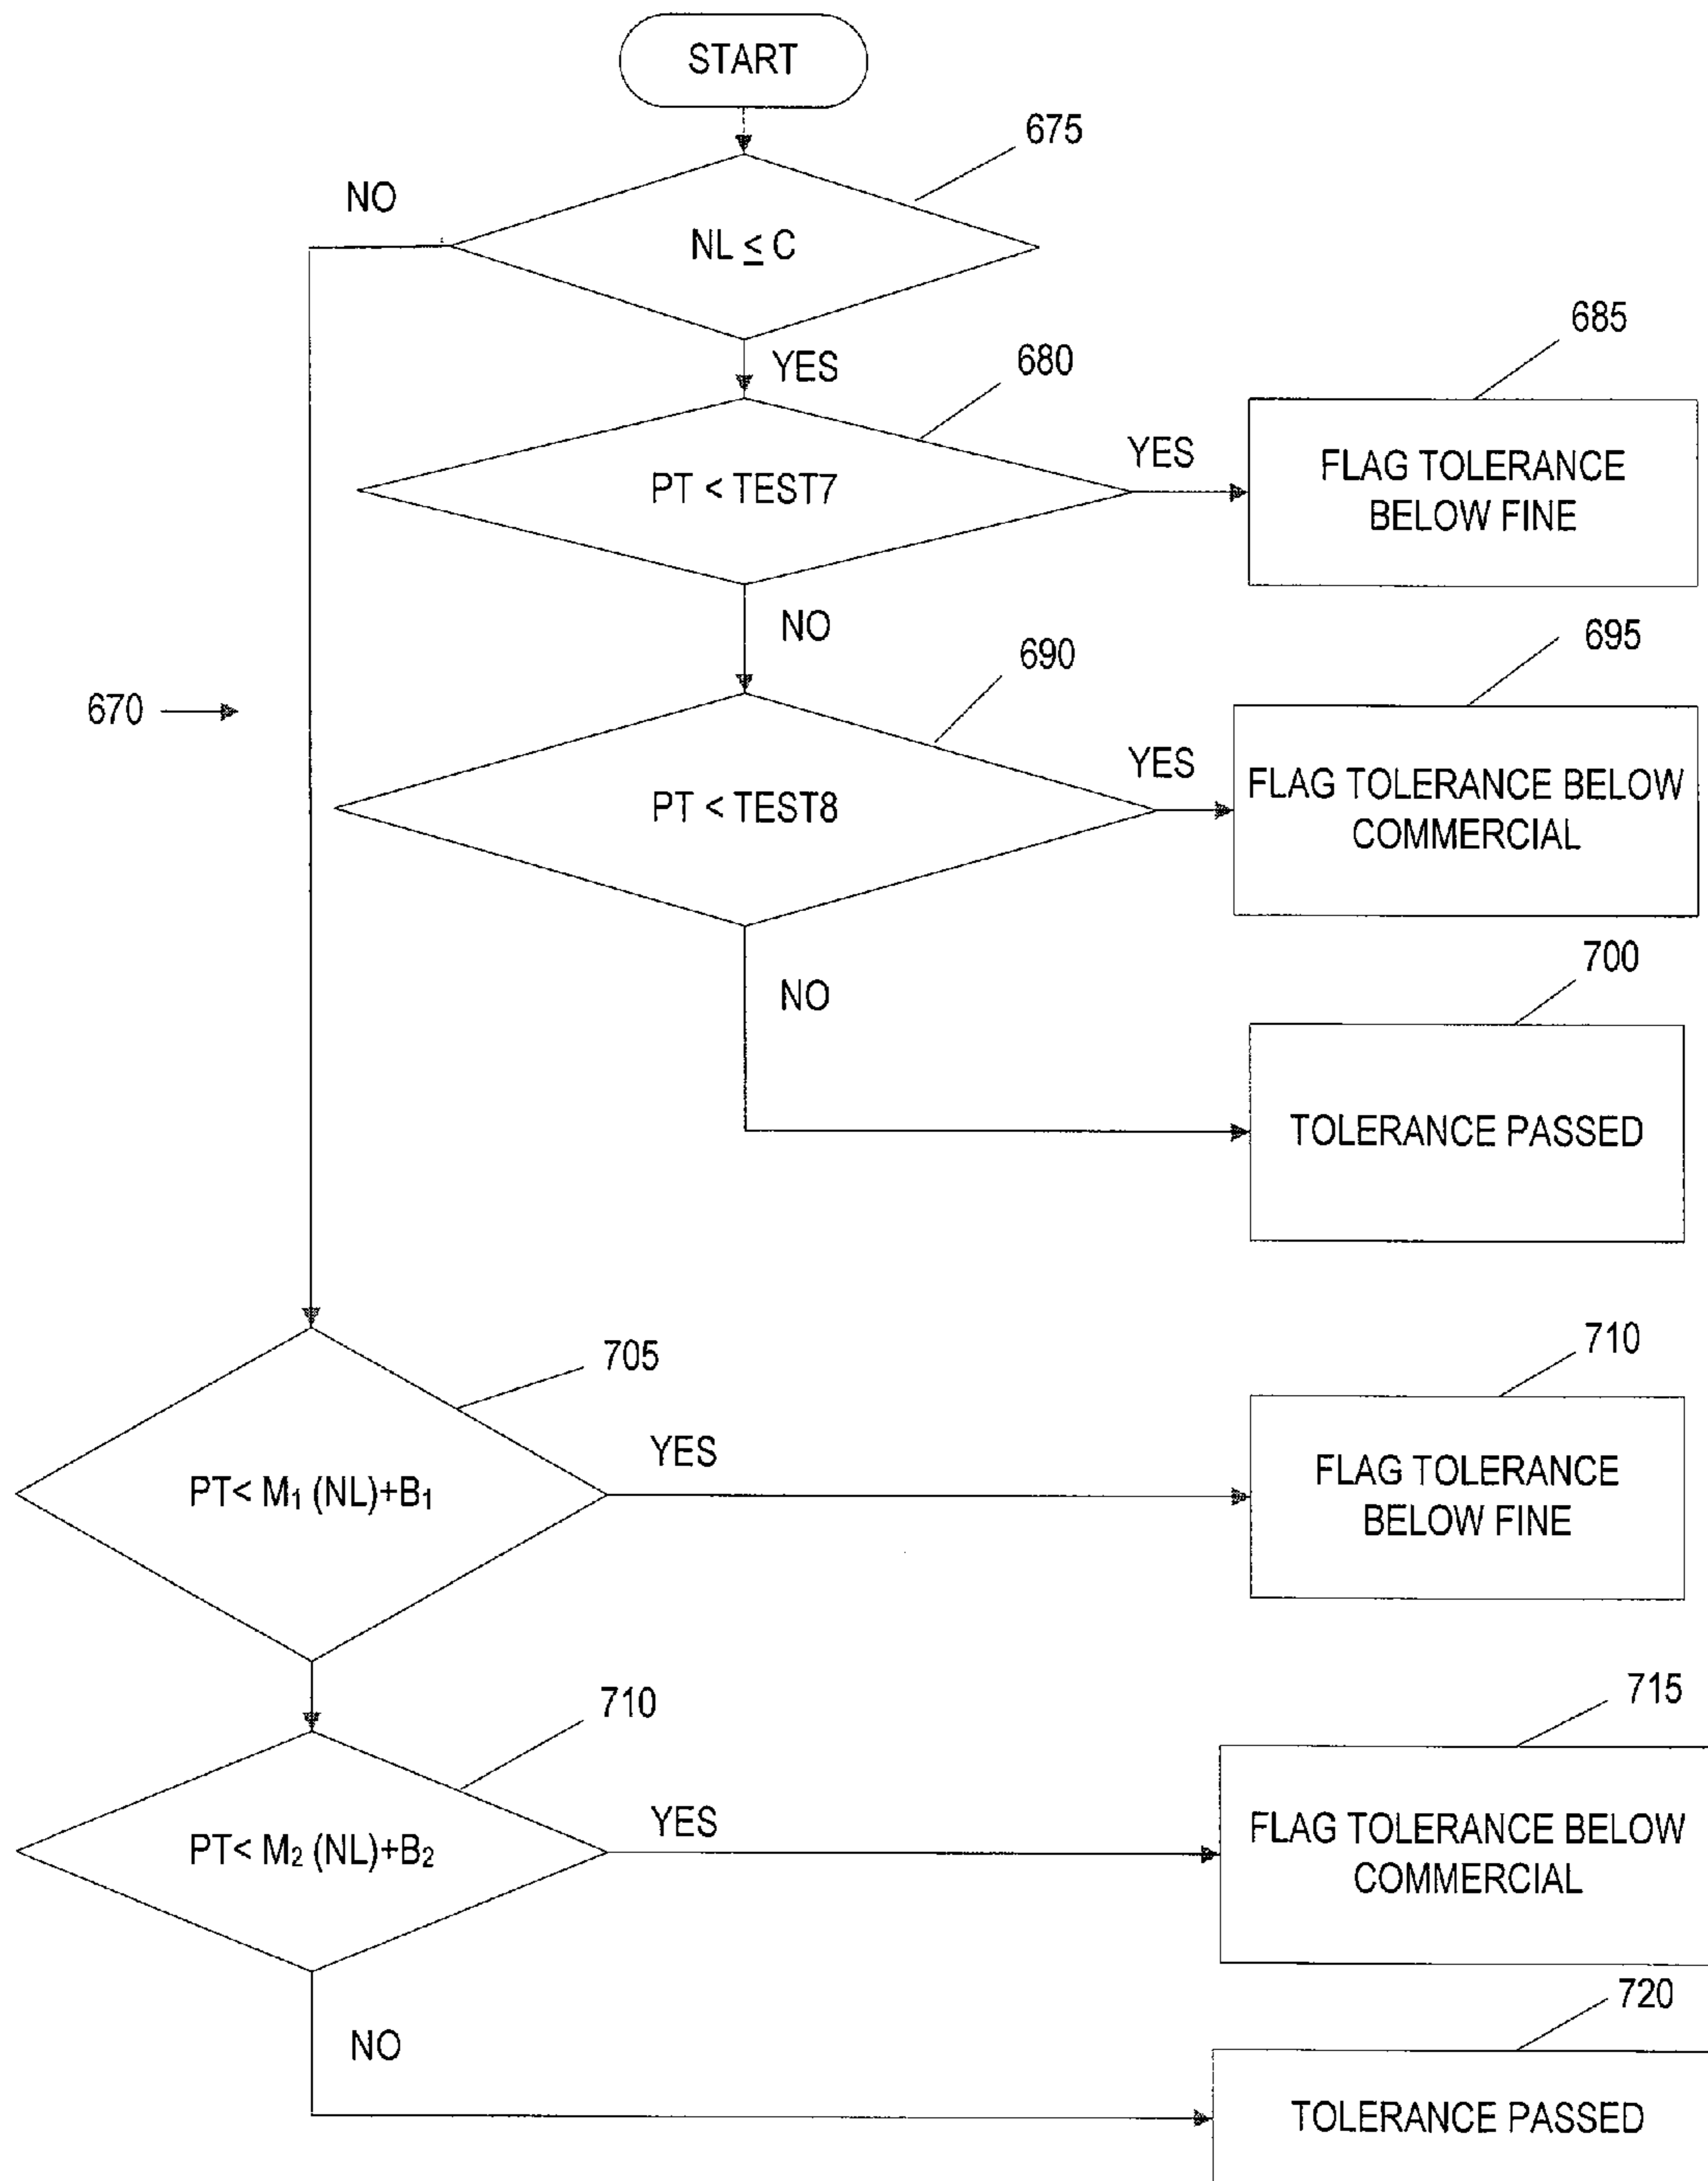 START
675
NO
NL ≤ C
685
YES
680
YES
PT < TEST7
FLAG TOLERANCE
BELOW FINE
NO
690
695
670
YES
PT < TEST8
FLAG TOLERANCE BELOW
COMMERCIAL
700
NO
TOLERANCE PASSED
705
710
YES
PT< M₁ (NL)+B₁
FLAG TOLERANCE
BELOW FINE
710
715
YES
PT< M₂ (NL)+B₂
FLAG TOLERANCE BELOW
COMMERCIAL
720
NO
TOLERANCE PASSED